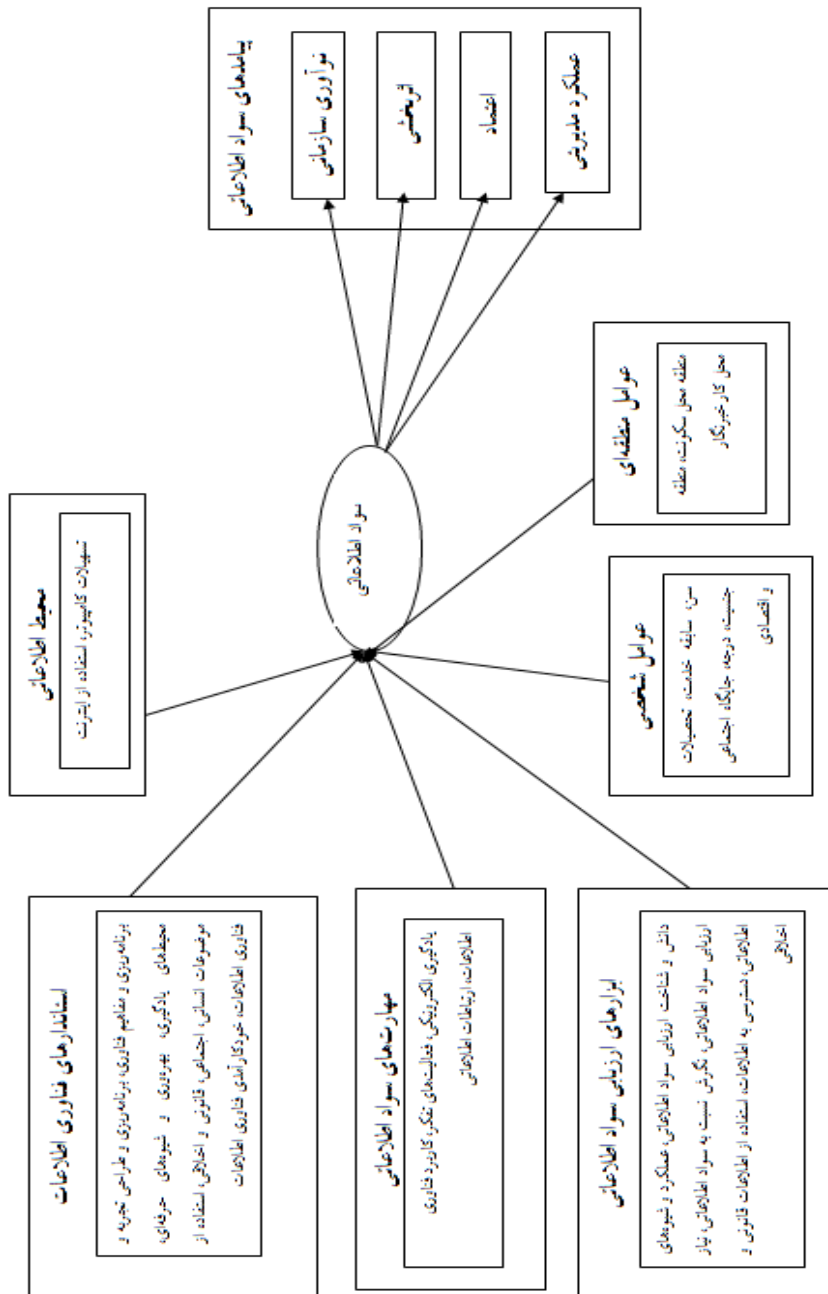 پیامدهای سواد اطلاعاتی
نوآوری سازمانی
اثربخشی
اعتماد
عملکرد مدیریتی
سواد اطلاعاتی
محیط اطلاعاتی
تسهیلات کامپیوتر، استفاده از اینترنت
عوامل منطقه‌ای
منطقه محل سکونت، منطقه
محل کار خبرنگار
عوامل شخصی
سن، سابقه خدمت، تحصیلات
جنسیت، درجه، جایگاه اجتماعی
و اقتصادی
استانداردهای فناوری اطلاعات
برنامه‌ریزی و مفاهیم فناوری، برنامه‌ریزی و طراحی تجربه و
محیط‌های یادگیری، بهره‌وری و شیوه‌های حرفه‌ای،
موضوعات انسانی، اجتماعی، قانونی و اخلاقی، استفاده از
فناوری اطلاعات، خودکارآمدی فناوری اطلاعات
مهارت‌های سواد اطلاعاتی
یادگیری الکترونیکی، فعالیت‌های تفکر، کاربرد فناوری
اطلاعات، ارتباطات اطلاعاتی
ابزارهای ارزیابی سواد اطلاعاتی
دانش و شناخت ارزیابی سواد اطلاعاتی، عملکرد و شیوه‌های
ارزیابی سواد اطلاعاتی، نگرش نسبت به سواد اطلاعاتی، نیاز
اطلاعاتی، دسترسی به اطلاعات، استفاده از اطلاعات قانونی و
اخلاقی